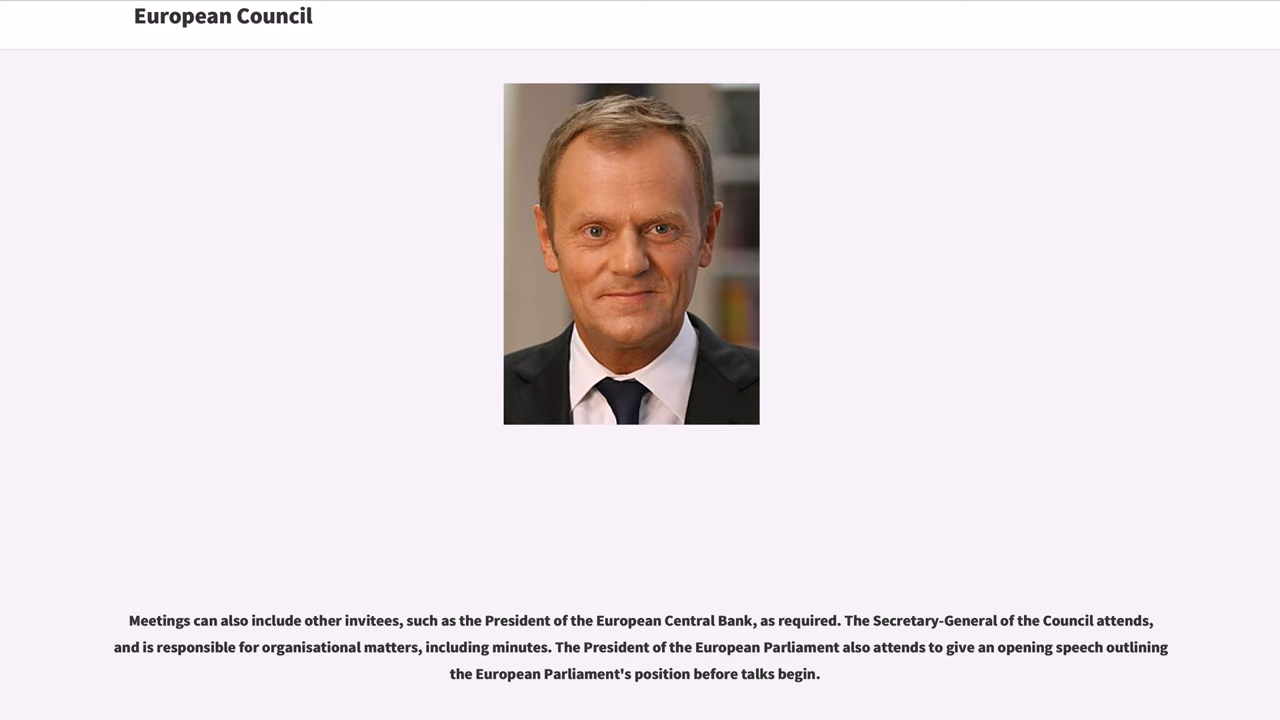 European Council
Meetings can also include other invitees, such as the President of the European Central Bank, as required. The Secretary-General of the Council attends,
and is responsible for organisational matters, including minutes. The President of the European Parliament also attends to give an opening speech outlining
the European Parliament's position before talks begin.